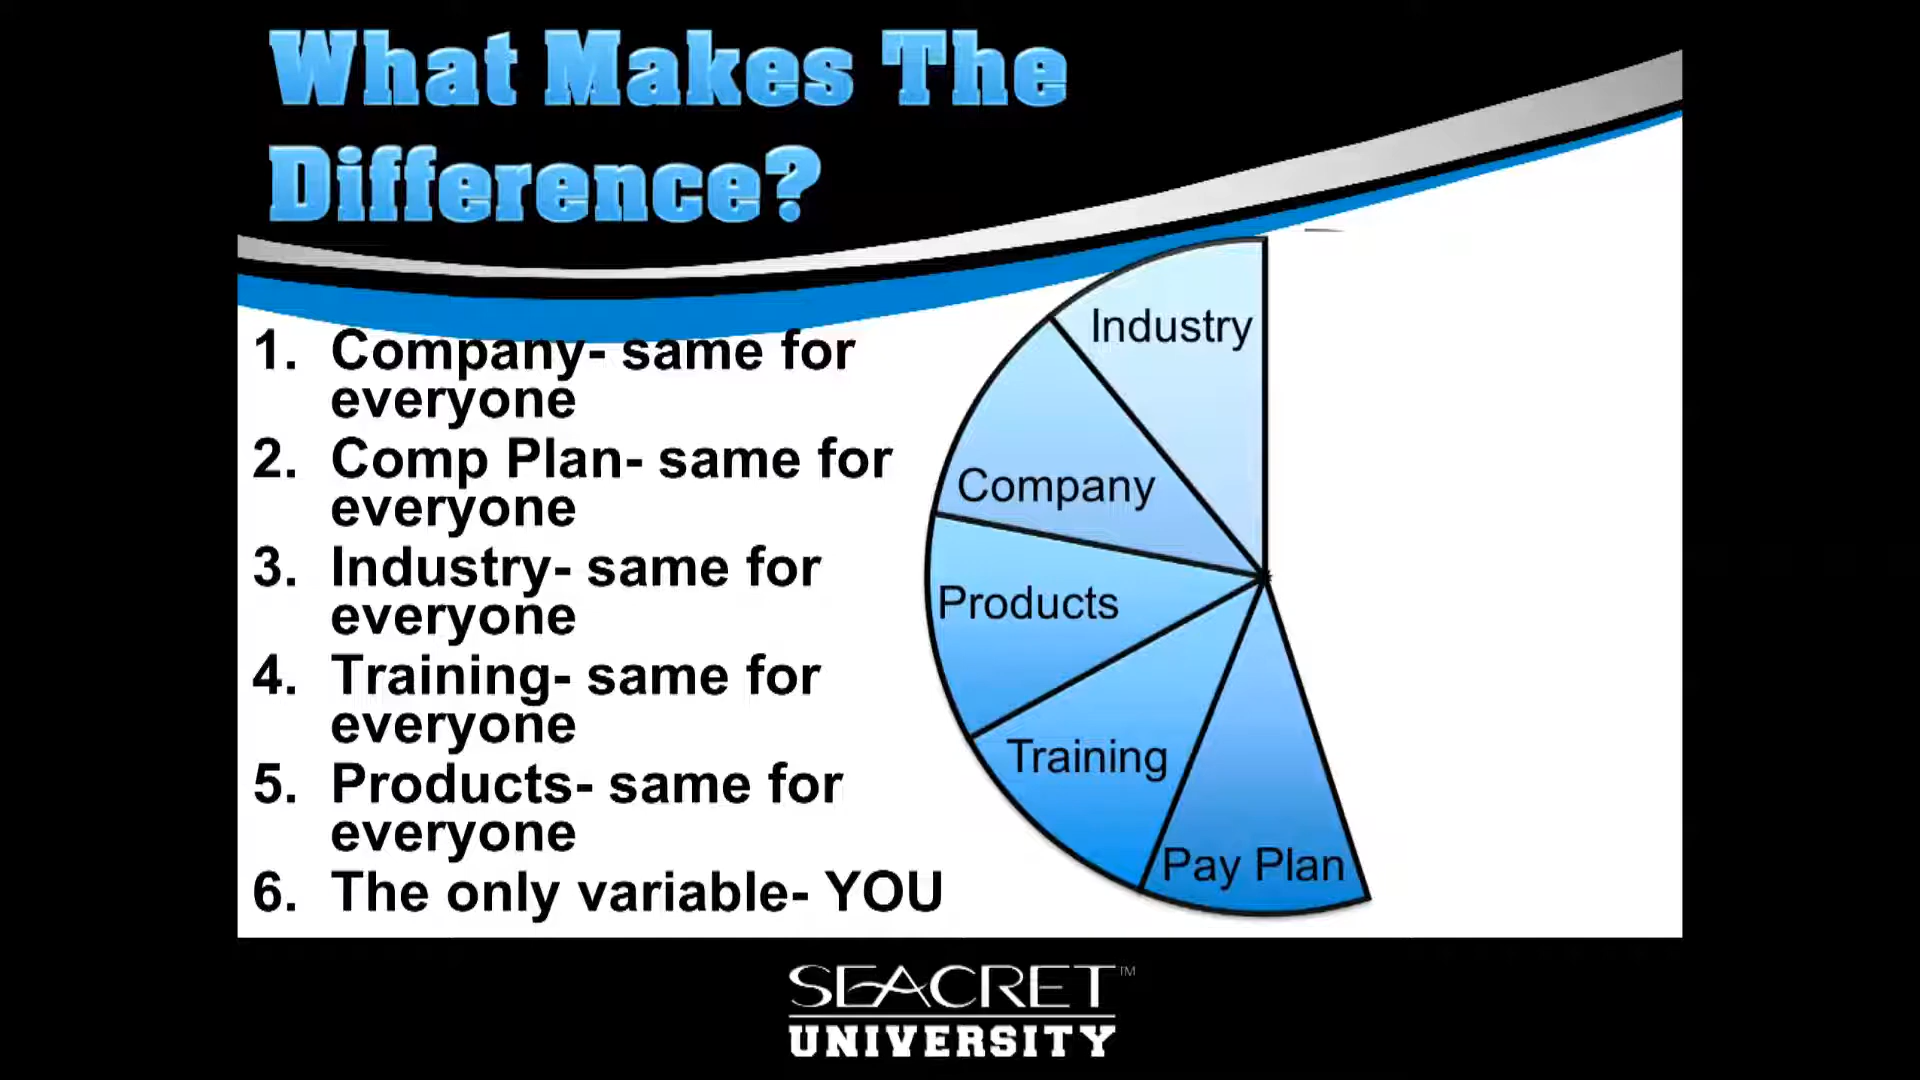 What Makes The
Difference?
1. Company- same for
everyone
2. Comp Plan- same for
everyone
3. Industry- same for
everyone
4. Training- same for
everyone
5. Products- same for
everyone
6. The only variable- YOU
Industry
Company
Products
Training
Pay Plan
SEACRET™
UNIVERSITY